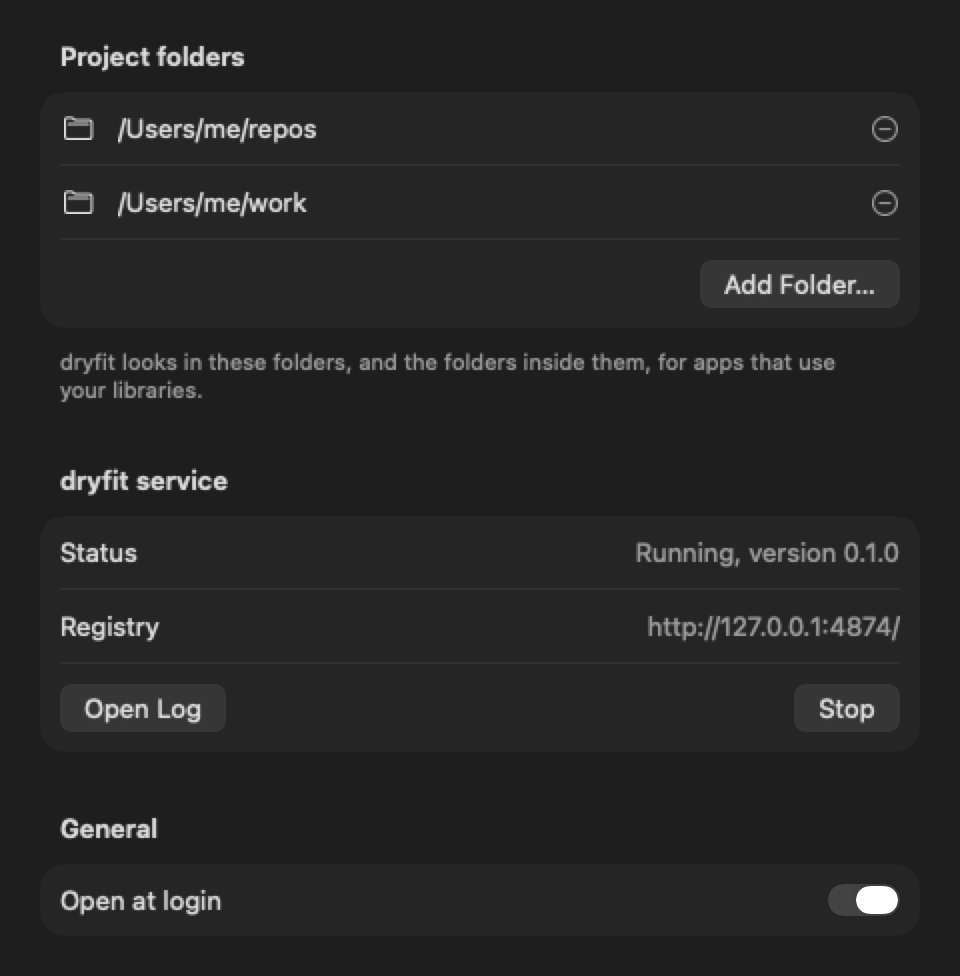 Project folders
/Users/me/repos
/Users/me/work
Add Folder...
dryfit looks in these folders, and the folders inside them, for apps that use
your libraries.
dryfit service
Status
Running, version 0.1.0
Registry
http://127.0.0.1:4874/
Open Log
Stop
General
Open at login